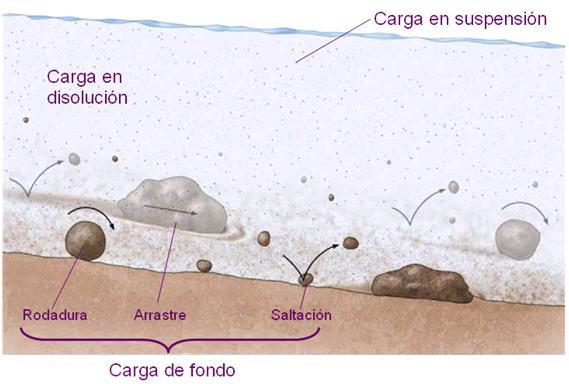 Carga en suspensión
Carga en
disolución
Rodadura
Arrastre
Saltación
Carga de fondo